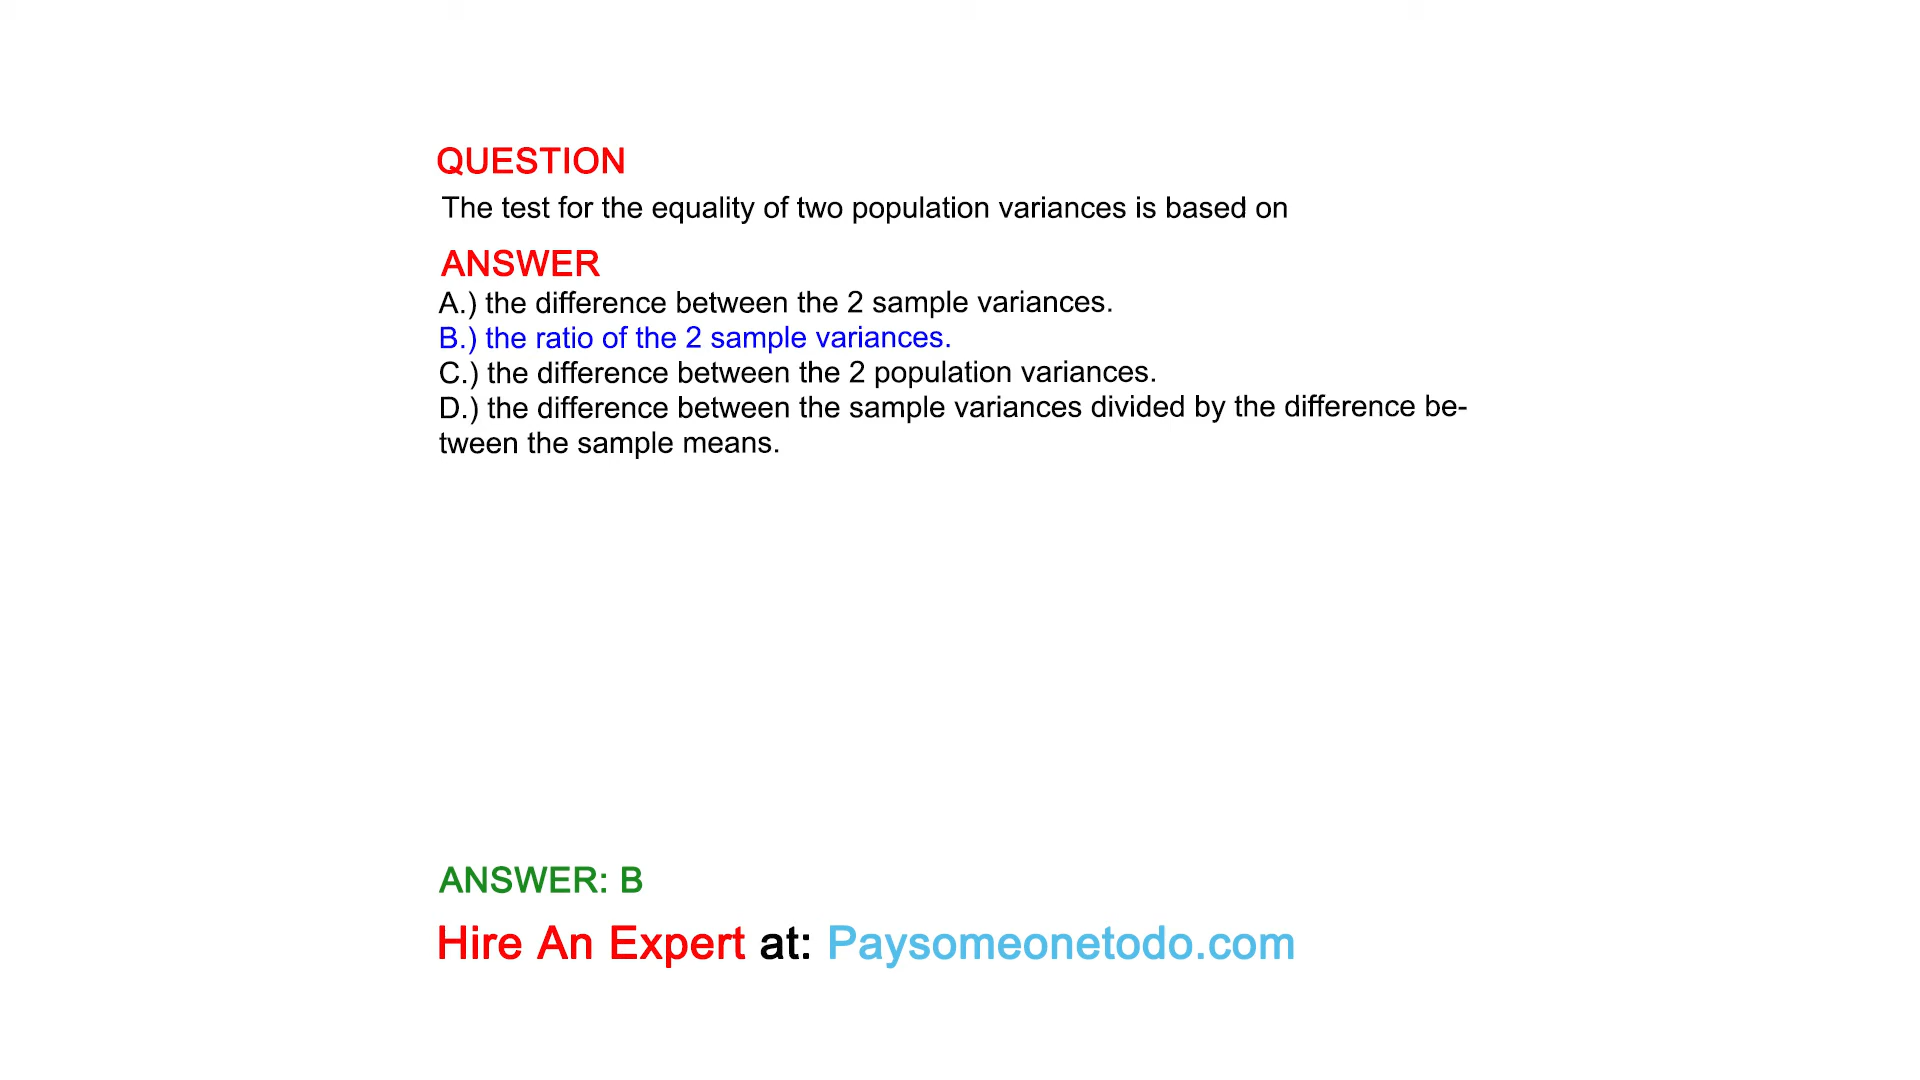 QUESTION
The test for the equality of two population variances is based on
ANSWER
A.) the difference between the 2 sample variances.
B.) the ratio of the 2 sample variances.
C.) the difference between the 2 population variances.
D.) the difference between the sample variances divided by the difference be-
tween the sample means.
ANSWER: B
Hire An Expert at: Paysomeonetodo.com